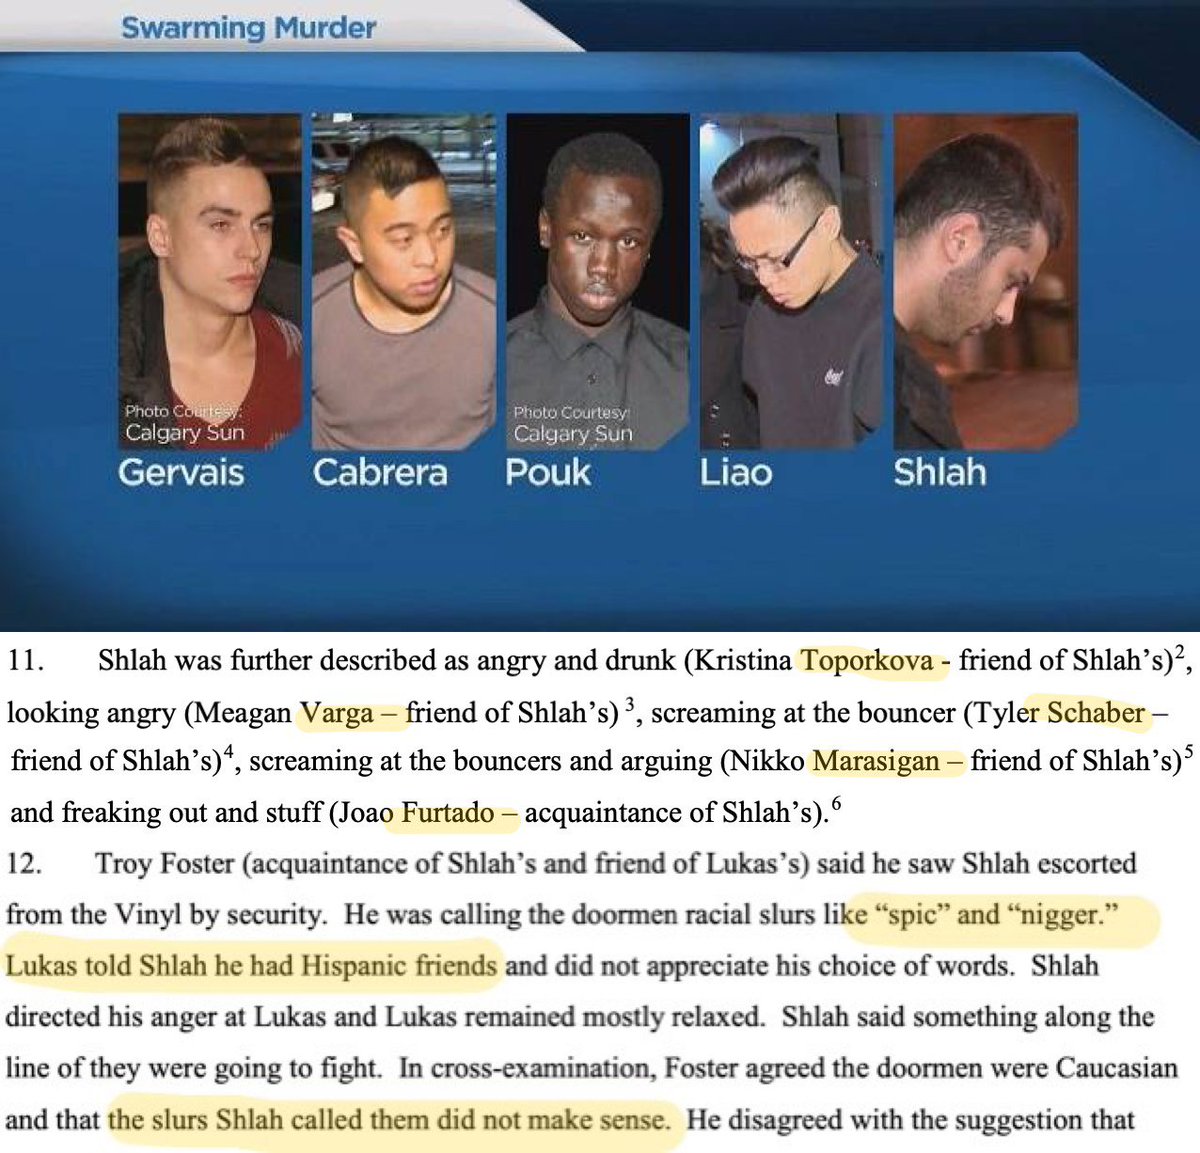 Swarming Murder
Photo Courtesy:
Calgary Sun
Photo Courtesy:
Calgary Sun
Gervais Cabrera Pouk Liao Shlah
11. Shlah was further described as angry and drunk (Kristina Toporkova - friend of Shlah’s)2,
looking angry (Meagan Varga – friend of Shlah’s) 3, screaming at the bouncer (Tyler Schaber –
friend of Shlah’s)4, screaming at the bouncers and arguing (Nikko Marasigan – friend of Shlah’s)5
and freaking out and stuff (Joao Furtado – acquaintance of Shlah’s).6
12. Troy Foster (acquaintance of Shlah’s and friend of Lukas’s) said he saw Shlah escorted
from the Vinyl by security. He was calling the doormen racial slurs like “spic” and “nigger.”
Lukas told Shlah he had Hispanic friends and did not appreciate his choice of words. Shlah
directed his anger at Lukas and Lukas remained mostly relaxed. Shlah said something along the
line of they were going to fight. In cross-examination, Foster agreed the doormen were Caucasian
and that the slurs Shlah called them did not make sense. He disagreed with the suggestion that